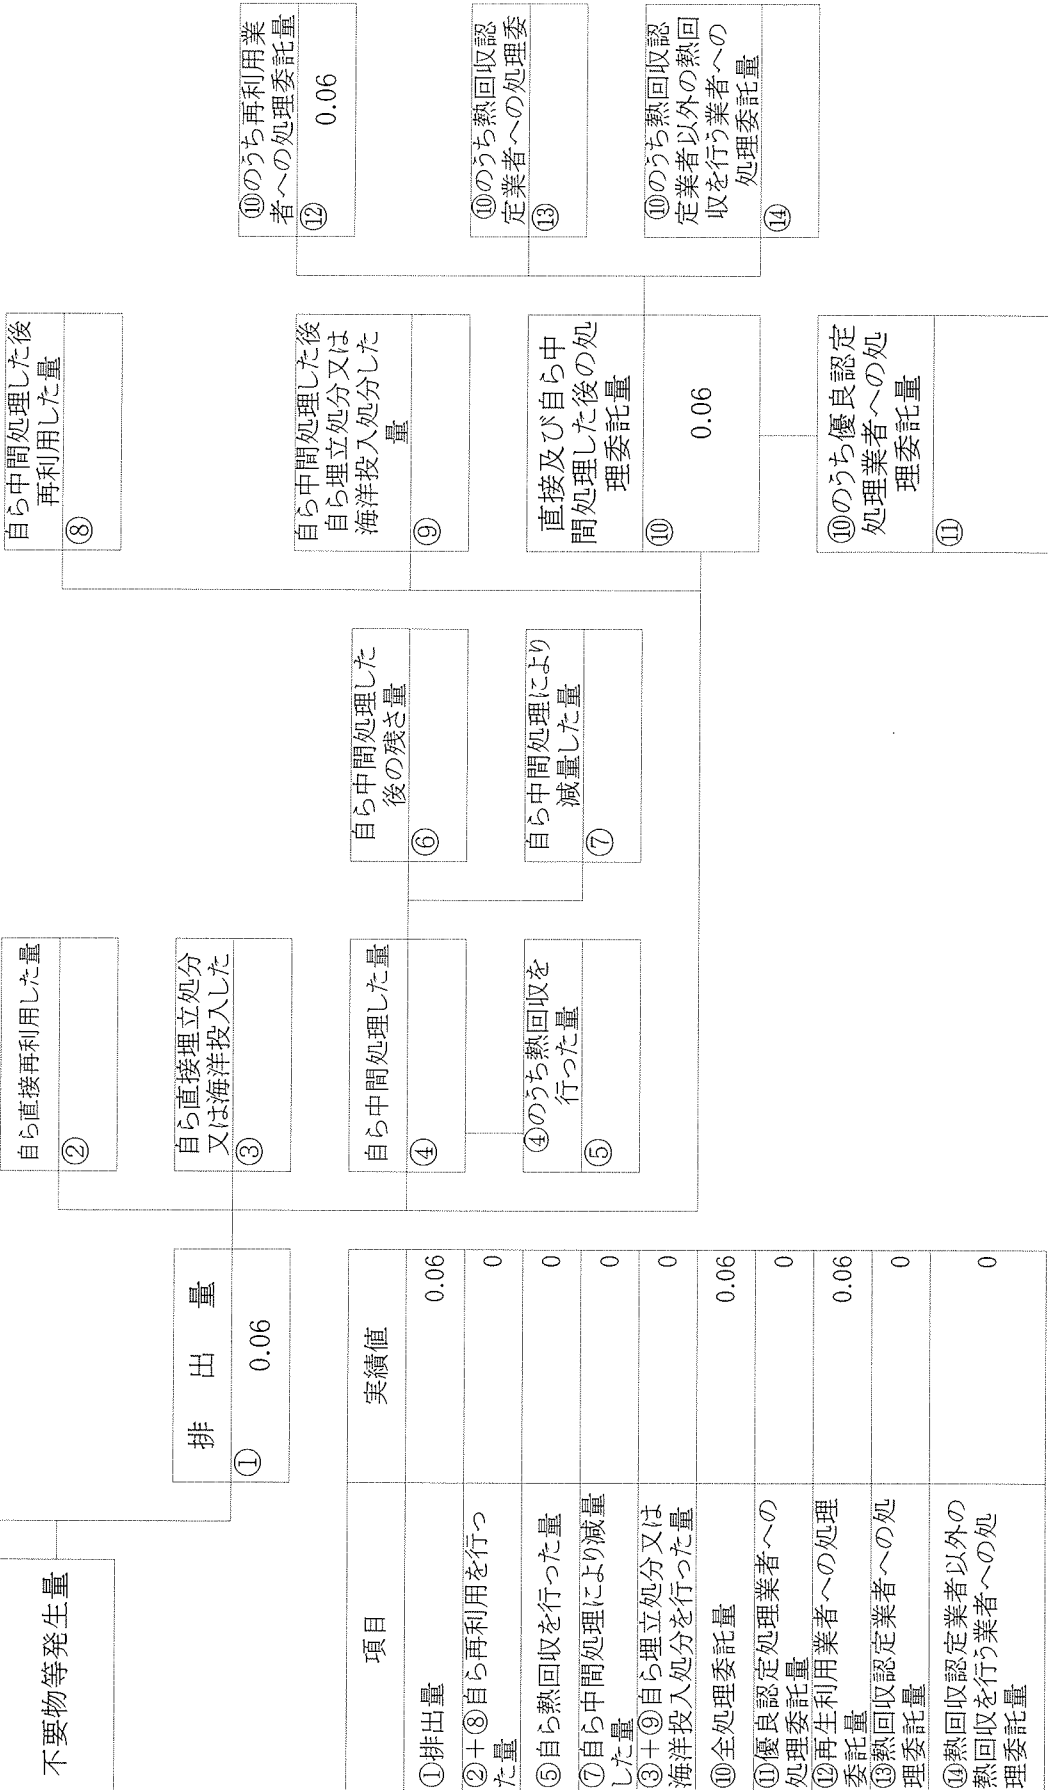 不要物等発生量
排 出 量
①
0.06
自ら直接再利用した量
②
自ら直接埋立処分
又は海洋投入した
③
自ら中間処理した量
④
④のうち熱回収を
行った量
⑤
自ら中間処理した
後の残さ量
⑥
自ら中間処理により
減量した量
⑦
自ら中間処理した後
再利用した量
⑧
自ら中間処理した後
自ら埋立処分又は
海洋投入処分した
量
⑨
直接及び自ら中
間処理した後の処
理委託量
⑩
0.06
⑩のうち優良認定
処理業者への処
理委託量
⑪
⑩のうち再利用業
者への処理委託量
⑫
0.06
⑩のうち熱回収認
定業者への処理委
⑬
⑩のうち熱回収認
定業者以外の熱回
収を行う業者への
処理委託量
⑭
項目 実績値
①排出量 0.06
②+⑧自ら再利用を行っ
た量 0
⑤自ら熱回収を行った量 0
⑦自ら中間処理により減量
した量 0
③+⑨自ら埋立処分又は
海洋投入処分を行った量 0
⑩全処理委託量 0.06
⑪優良認定処理業者への
処理委託量 0
⑫再生利用業者への処理
委託量 0.06
⑬熱回収認定業者への処
理委託量 0
⑭熱回収認定業者以外の
熱回収を行う業者への処
理委託量 0